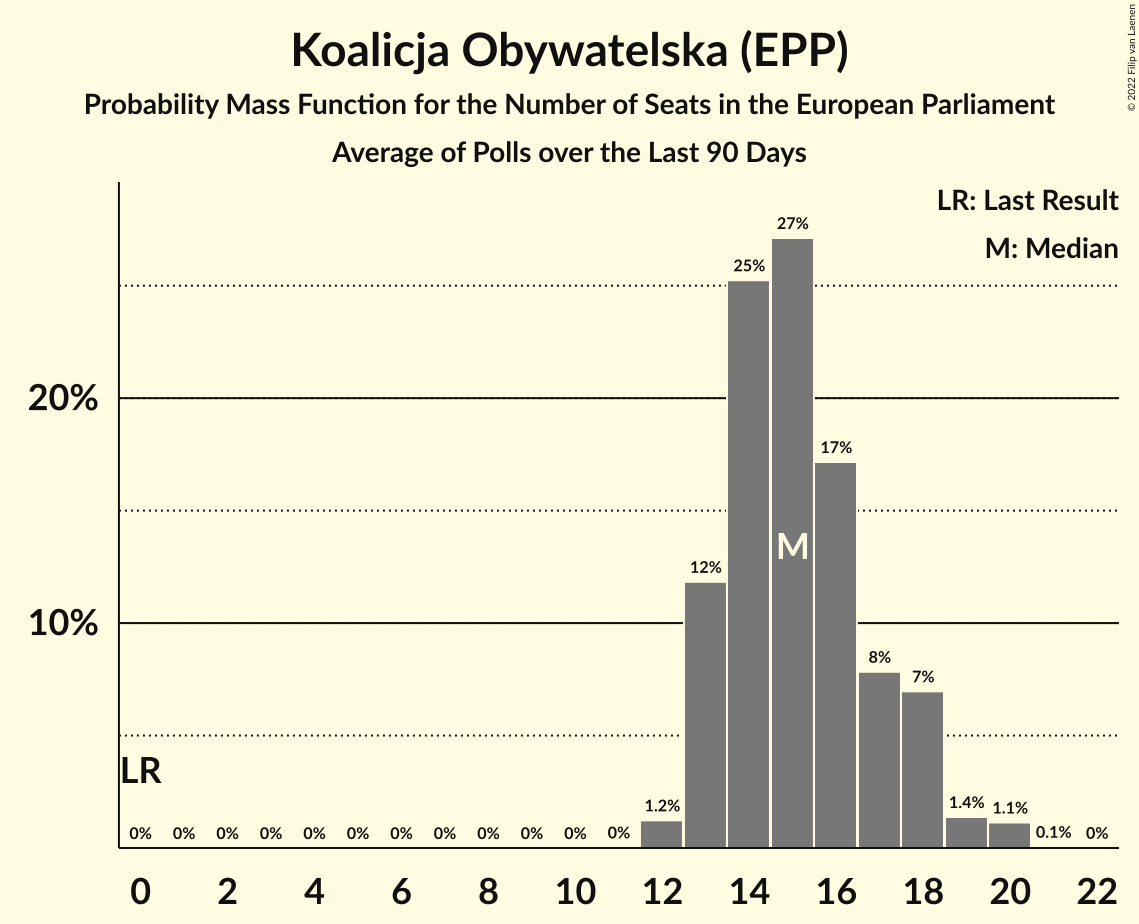 Koalicja Obywatelska (EPP)
Probability Mass Function for the Number of Seats in the European Parliament
Average of Polls over the Last 90 Days
© 2022 Filip van Laenen
LR: Last Result
M: Median
27%
25%
20%
17%
M
12%
10%
8%
7%
LR
1.2%
1.4%
1.1%
0% 0% 0% 0% 0% 0% 0% 0% 0% 0% 0% 0% 0.1% 0%
0 2 4 6 8 10 12 14 16 18 20 22